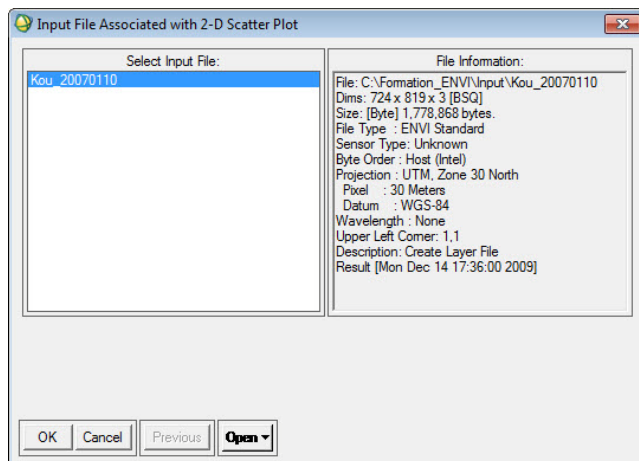 Input File Associated with 2-D Scatter Plot
Select Input File:
Kou_20070110
File Information:
File: C:\Formation_ENVI\Input\Kou_20070110
Dims: 724 x 819 x 3 [BSQ]
Size: [Byte] 1,778,868 bytes.
File Type : ENVI Standard
Sensor Type: Unknown
Byte Order : Host (Intel)
Projection : UTM, Zone 30 North
Pixel : 30 Meters
Datum : WGS-84
Wavelength : None
Upper Left Corner: 1,1
Description: Create Layer File
Result [Mon Dec 14 17:36:00 2009]
OK Cancel Previous Open